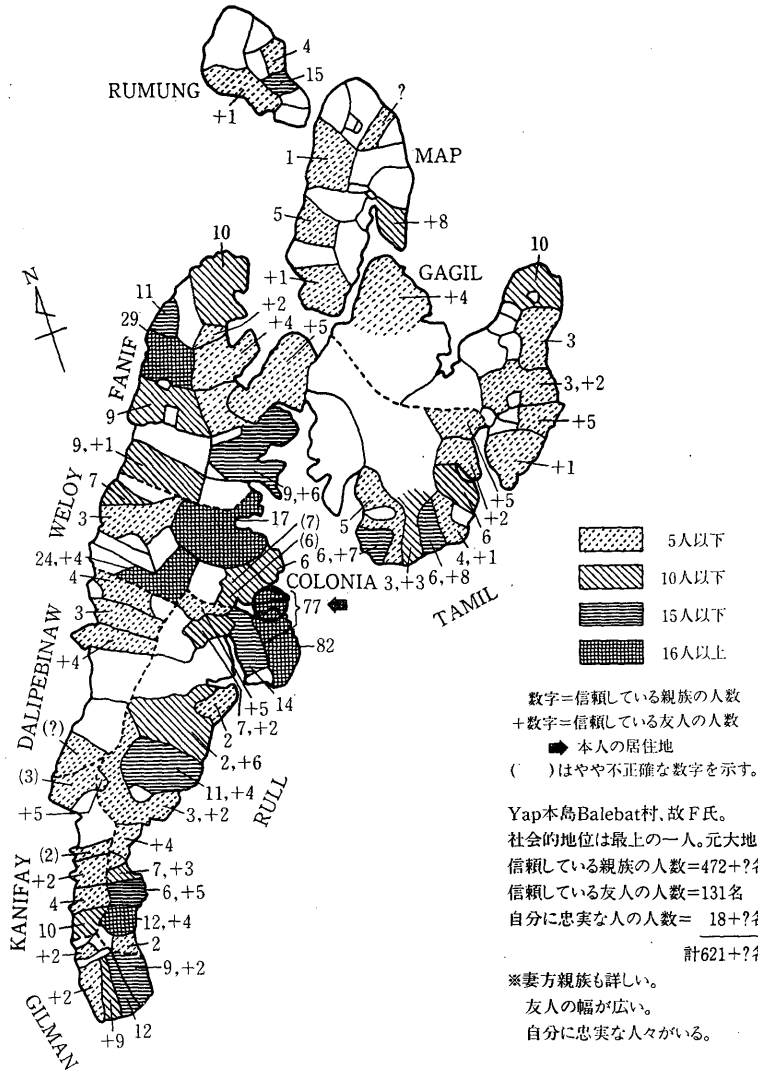 4
15
RUMUNG
+1
?
1
MAP
5
+8
10
+1
GAGIL
10
N
11
+2
+4
29
+4
+5
3
FANIF
3,+2
9
+5
9,+1
+1
7
9,+6
+5
WELOY
17
+2
3
(7)
5
6
(6)
6,+7
4,+1
24,+4
6
3,+3
6,+8
4
COLONIA
TAMIL
77
3
82
+4
14
+5
7,+2
DALIPEBINAW
2
(?)
2,+6
(3)
11,+4
RULL
+5
3,+2
+4
(2)
7,+3
+2
6,+5
KANIFAY
4
12,+4
10
2
+2
9,+2
+2
GILMAN
12
+9
5人以下
10人以下
15人以下
16人以上
数字=信頼している親族の人数
+数字=信頼している友人の人数
➡ 本人の居住地
( )はやや不正確な数字を示す。
Yap本島Balebat村、故F氏。
社会的地位は最上の一人。元大地
信頼している親族の人数=472+?名
信頼している友人の人数=131名
自分に忠実な人の人数= 18+?名
計621+?名
※妻方親族も詳しい。
友人の幅が広い。
自分に忠実な人々がいる。